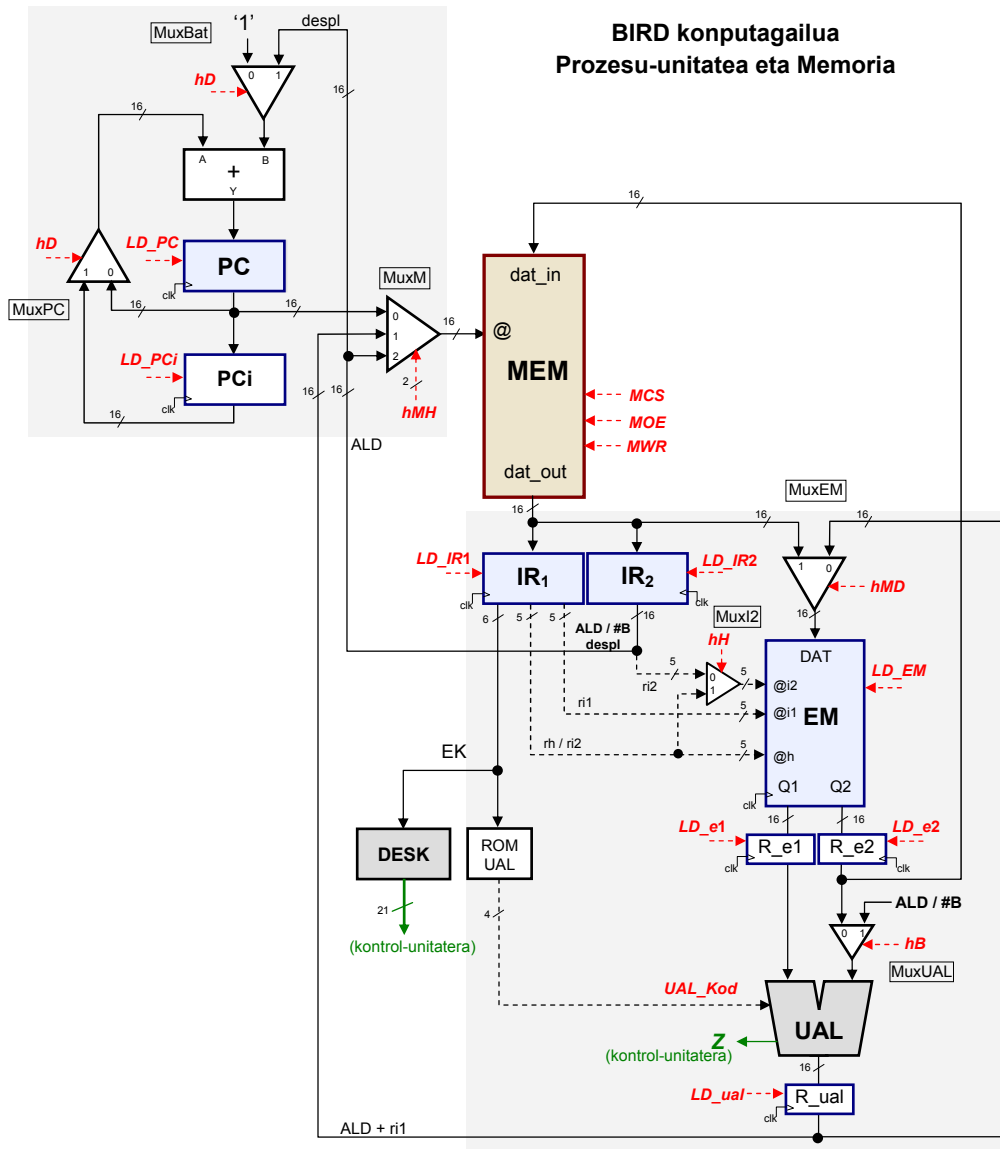 BIRD konputagailua
Prozesu-unitatea eta Memoria
MuxBat
'1'
despl
hD
0 1
16
16
A B
+
Y
hD
LD_PC
PC
clk
1 0
MuxPC
16
16
MuxM
0
1
2
16
2
hMH
LD_PCi
PCi
clk
16
16
16
ALD
16
dat_in
@
MEM
dat_out
MCS
MOE
MWR
16
MuxEM
16
16
1 0
hMD
16
LD_IR1
IR1
clk
IR2
LD_IR2
clk
6
5
5
16
ALD / #B
despl
MuxI2
hH
ri2
5
0
1
5
ri1
5
rh / ri2
5
DAT
@i2
@i1
EM
@h
Q1 Q2
clk
LD_EM
16
16
EK
DESK
21
(kontrol-unitatera)
ROM
UAL
4
LD_e1
R_e1
clk
R_e2
LD_e2
clk
ALD / #B
0 1
hB
MuxUAL
UAL_Kod
UAL
Z
(kontrol-unitatera)
16
LD_ual
R_ual
clk
ALD + ri1